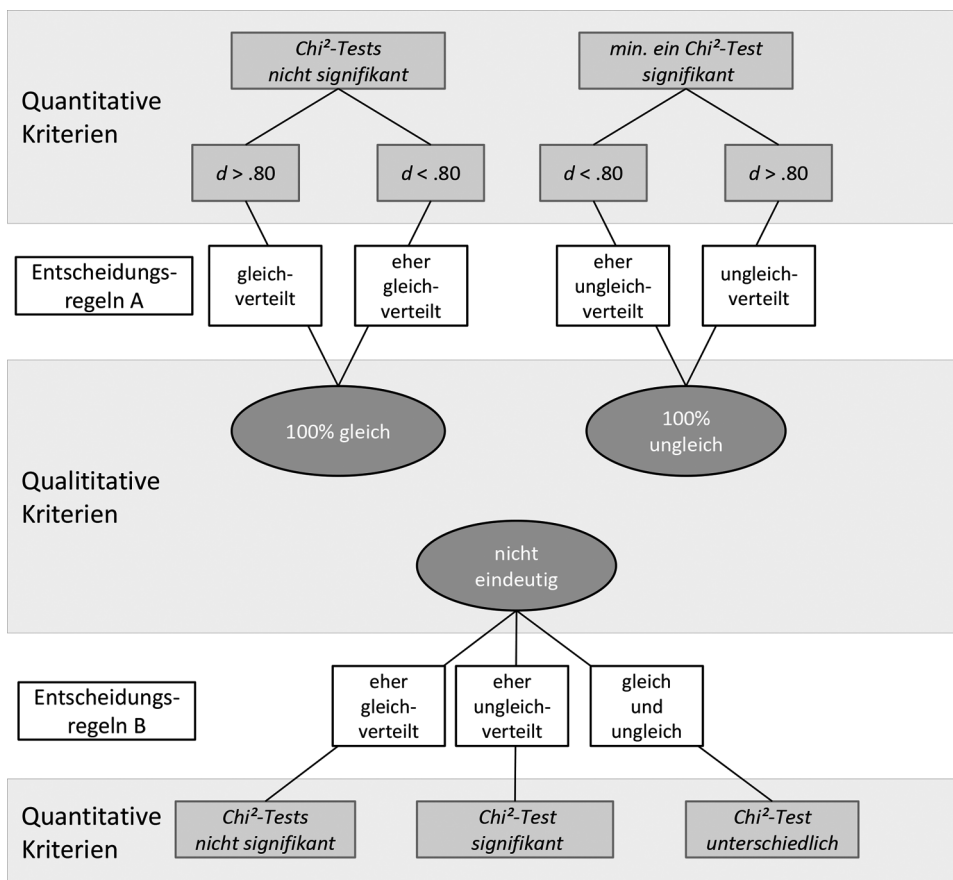 Chi²-Tests
nicht signifikant
min. ein Chi²-Test
signifikant
Quantitative
Kriterien
d > .80
d < .80
d < .80
d > .80
Entscheidungs-
regeln A
gleich-
verteilt
eher
gleich-
verteilt
eher
ungleich-
verteilt
ungleich-
verteilt
100% gleich
100%
ungleich
Qualititative
Kriterien
nicht
eindeutig
Entscheidungs-
regeln B
eher
gleich-
verteilt
eher
ungleich-
verteilt
gleich
und
ungleich
Quantitative
Kriterien
Chi²-Tests
nicht signifikant
Chi²-Test
signifikant
Chi²-Test
unterschiedlich